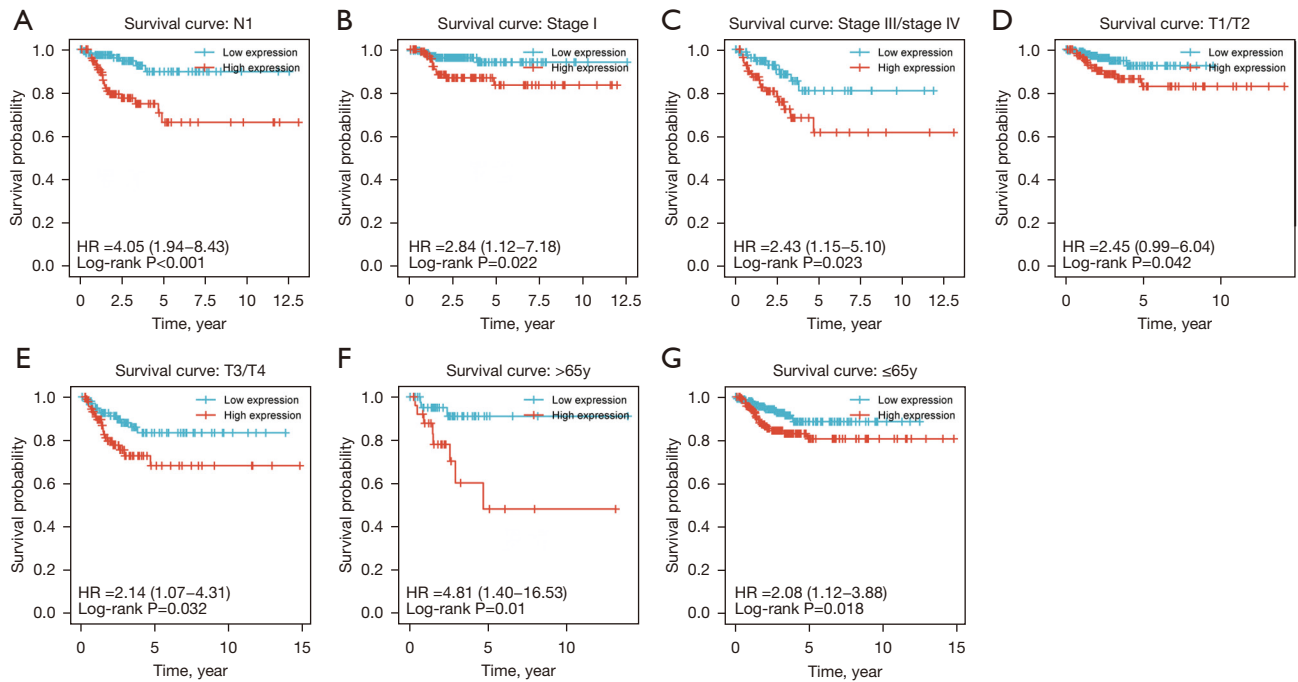 A
Survival curve: N1
Low expression
High expression
Survival probability
1.0
0.8
0.6
0.4
0.2
0.0
HR =4.05 (1.94–8.43)
Log-rank P<0.001
0 2.5 5 7.5 10 12.5
Time, year
B
Survival curve: Stage I
Low expression
High expression
Survival probability
1.0
0.8
0.6
0.4
0.2
0.0
HR =2.84 (1.12–7.18)
Log-rank P=0.022
0 2.5 5 7.5 10 12.5
Time, year
C
Survival curve: Stage III/stage IV
Low expression
High expression
Survival probability
1.0
0.8
0.6
0.4
0.2
0.0
HR =2.43 (1.15–5.10)
Log-rank P=0.023
0 2.5 5 7.5 10 12.5
Time, year
D
Survival curve: T1/T2
Low expression
High expression
Survival probability
1.0
0.8
0.6
0.4
0.2
0.0
HR =2.45 (0.99–6.04)
Log-rank P=0.042
0 5 10
Time, year
E
Survival curve: T3/T4
Low expression
High expression
Survival probability
1.0
0.8
0.6
0.4
0.2
0.0
HR =2.14 (1.07–4.31)
Log-rank P=0.032
0 5 10 15
Time, year
F
Survival curve: >65y
Low expression
High expression
Survival probability
1.0
0.8
0.6
0.4
0.2
0.0
HR =4.81 (1.40–16.53)
Log-rank P=0.01
0 5 10
Time, year
G
Survival curve: ≤65y
Low expression
High expression
Survival probability
1.0
0.8
0.6
0.4
0.2
0.0
HR =2.08 (1.12–3.88)
Log-rank P=0.018
0 5 10 15
Time, year